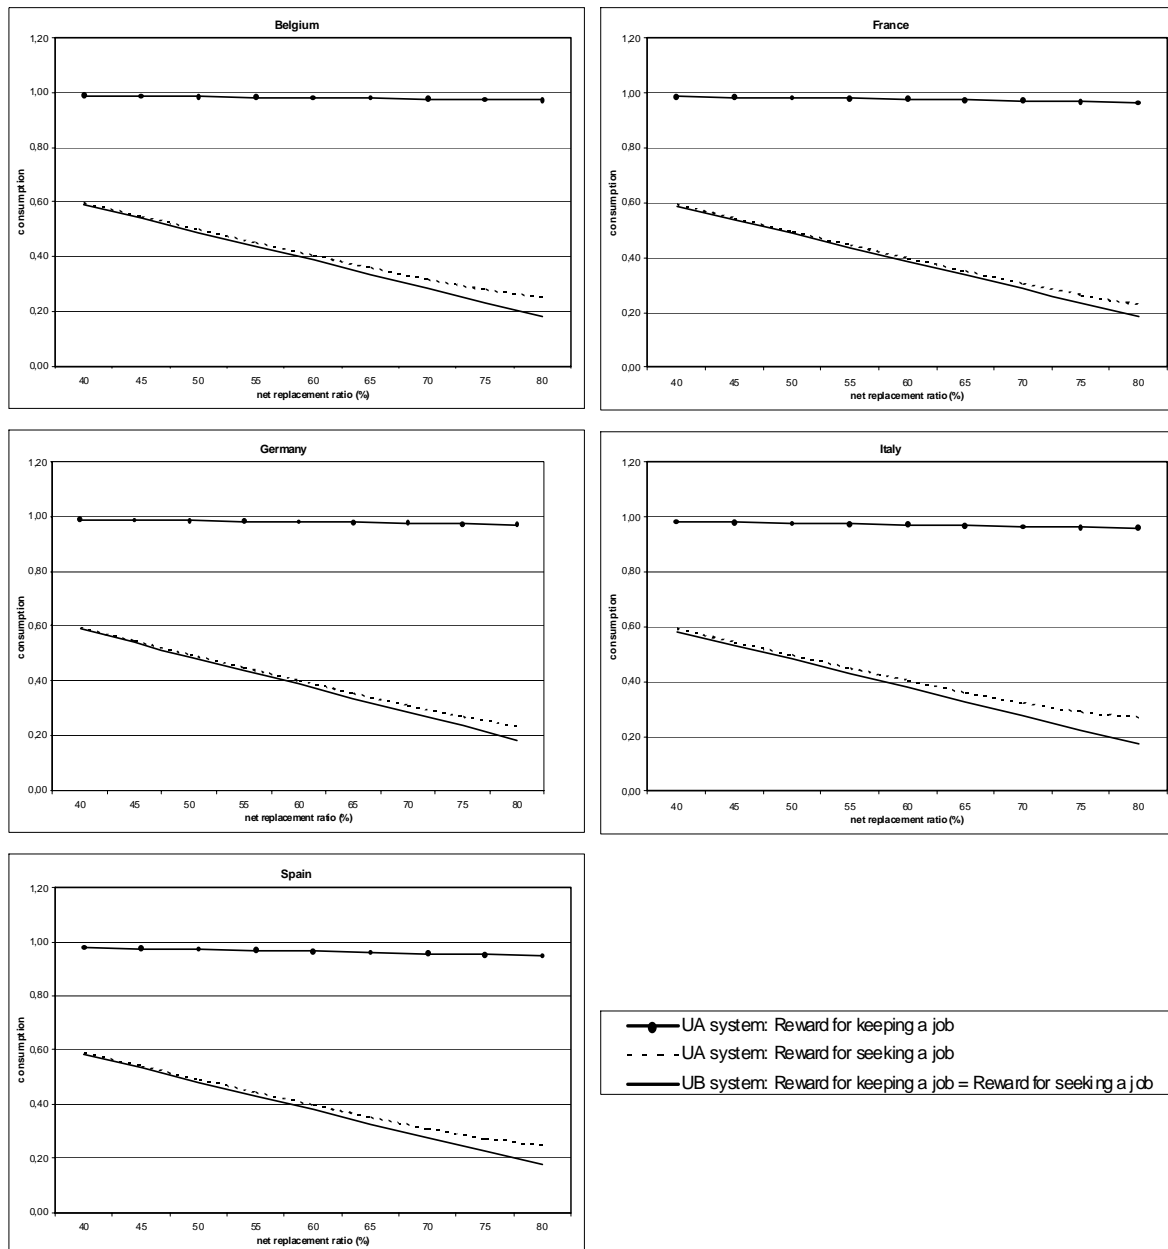 Belgium
1,20
1,00
0,80
0,60
0,40
0,20
0,00
consumption
40 45 50 55 60 65 70 75 80
net replacement ratio (%)
France
1,20
1,00
0,80
0,60
0,40
0,20
0,00
consumption
40 45 50 55 60 65 70 75 80
net replacement ratio (%)
Germany
1,20
1,00
0,80
0,60
0,40
0,20
0,00
consumption
40 45 50 55 60 65 70 75 80
net replacement ratio (%)
Italy
1,20
1,00
0,80
0,60
0,40
0,20
0,00
consumption
40 45 50 55 60 65 70 75 80
net replacement ratio (%)
Spain
1,20
1,00
0,80
0,60
0,40
0,20
0,00
consumption
40 45 50 55 60 65 70 75 80
net replacement ratio (%)
UA system: Reward for keeping a job
UA system: Reward for seeking a job
UB system: Reward for keeping a job = Reward for seeking a job